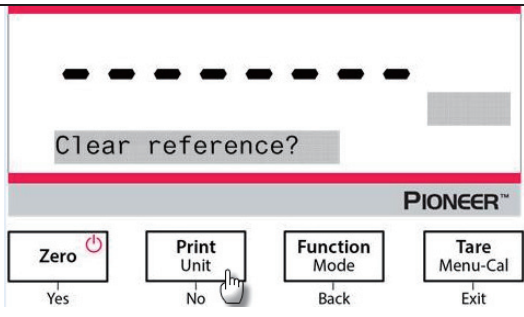 Clear reference?
PIONEER™
Zero Print Function Tare
Unit Mode Menu-Cal
Yes No Back Exit